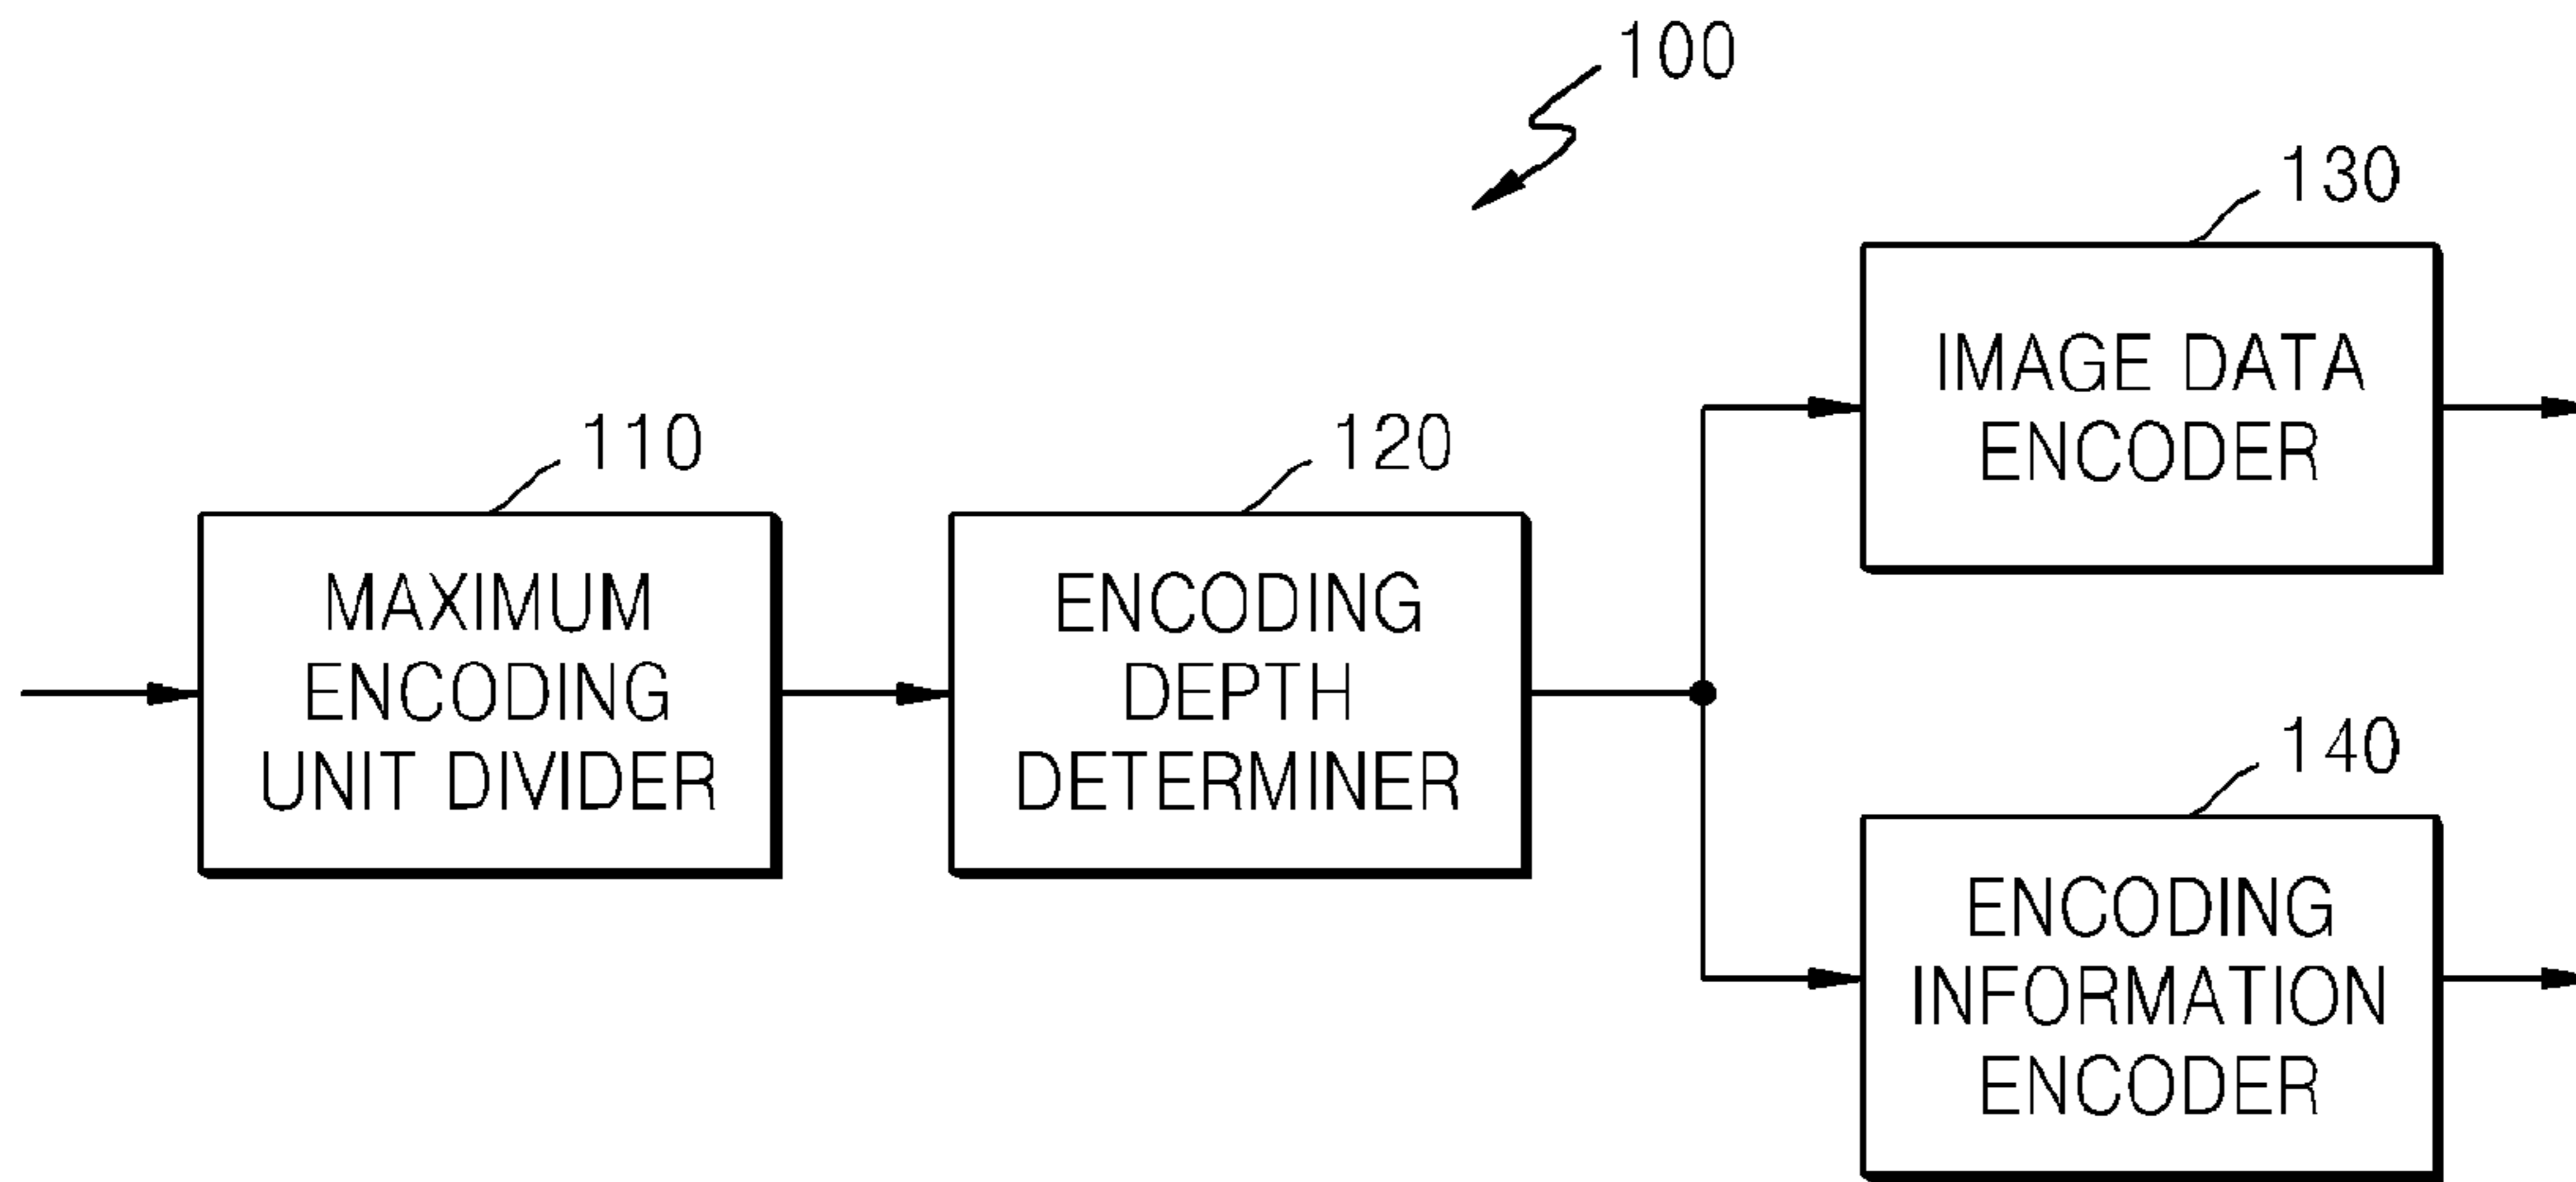 100
110
MAXIMUM
ENCODING
UNIT DIVIDER
120
ENCODING
DEPTH
DETERMINER
130
IMAGE DATA
ENCODER
140
ENCODING
INFORMATION
ENCODER